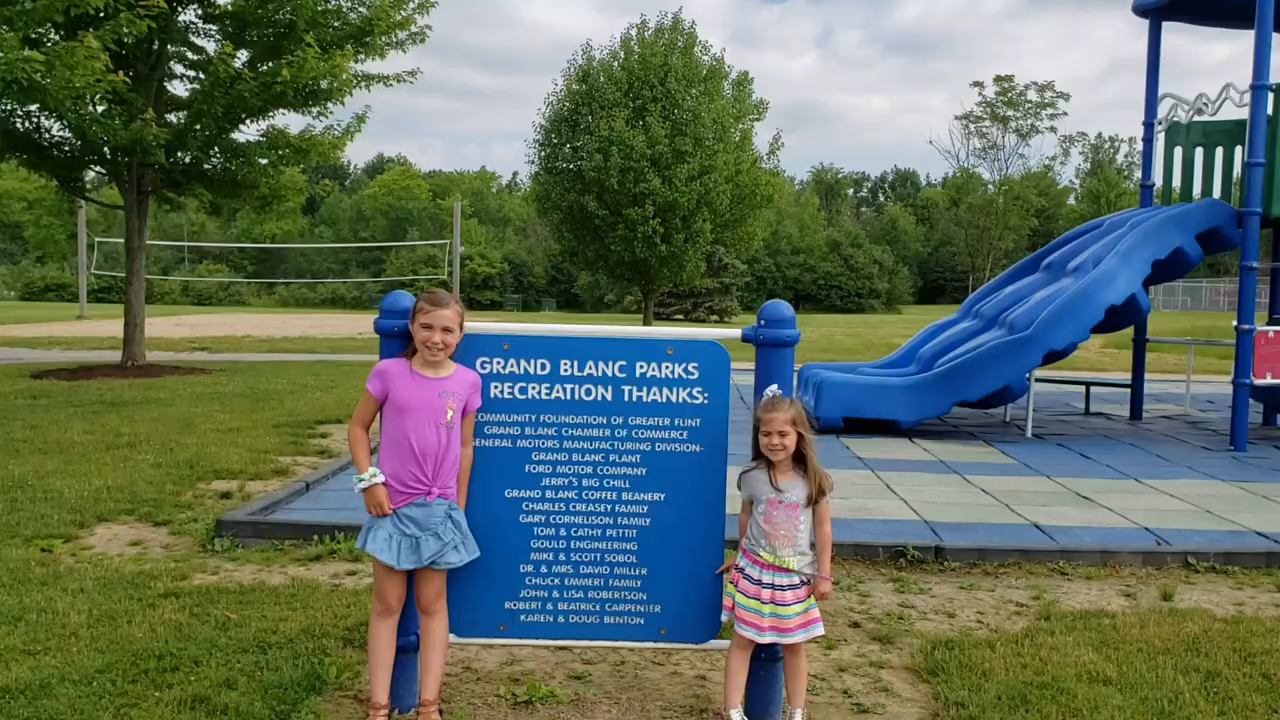 GRAND BLANC PARKS
RECREATION THANKS:
COMMUNITY FOUNDATION OF GREATER FLINT
GRAND BLANC CHAMBER OF COMMERCE
GENERAL MOTORS MANUFACTURING DIVISION-
GRAND BLANC PLANT
FORD MOTOR COMPANY
JERRY'S BIG CHILL
GRAND BLANC COFFEE BEANERY
CHARLES CREASEY FAMILY
GARY CORNELISON FAMILY
TOM & CATHY PETTIT
GOULD ENGINEERING
MIKE & SCOTT SOBOL
DR. & MRS. DAVID MILLER
CHUCK EMMERT FAMILY
JOHN & LISA ROBERTSON
ROBERT & BEATRICE CARPENTER
KAREN & DOUG BENTON